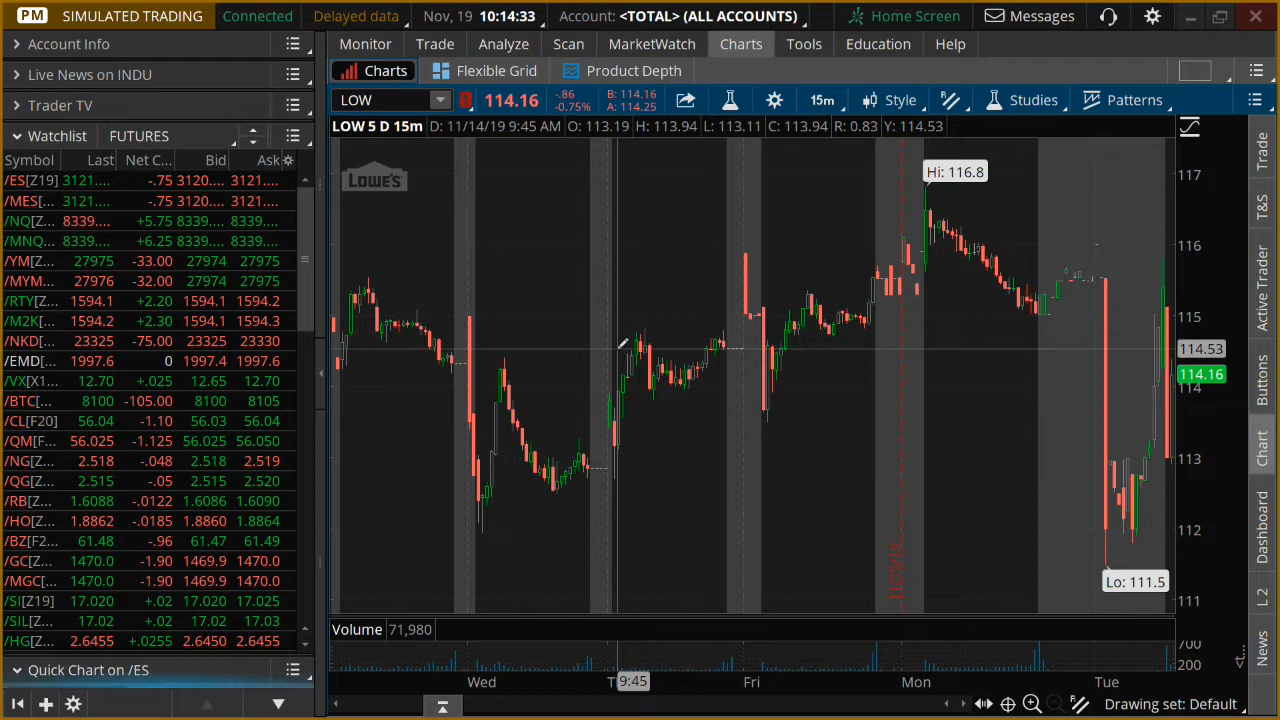 PM SIMULATED TRADING Connected Delayed data Nov, 19 10:14:33 Account: <TOTAL> (ALL ACCOUNTS) Home Screen Messages
Account Info
Live News on INDU
Trader TV
Watchlist FUTURES
Symbol Last Net C... Bid Ask
/ES[Z19] 3121.... -.75 3120.... 3121....
/MES[... 3121.... -.75 3120.... 3121....
/NQ[Z... 8339.... +5.75 8339.... 8339....
/MNQ... 8339.... +6.25 8339.... 8339....
/YM[Z... 27975 -33.00 27974 27975
/MYM... 27976 -32.00 27974 27975
/RTY[Z... 1594.1 +2.20 1594.1 1594.2
/M2K... 1594.2 +2.30 1594.1 1594.3
/NKD[... 23325 -75.00 23325 23330
/EMD[... 1997.6 0 1997.4 1997.6
/VX[X1... 12.70 +.025 12.65 12.70
/BTC[... 8100 -105.00 8100 8105
/CL[F20] 56.04 -1.10 56.03 56.04
/QM[F... 56.025 -1.125 56.025 56.050
/NG[Z... 2.518 -.048 2.518 2.519
/QG[Z... 2.515 -.05 2.515 2.520
/RB[Z... 1.6088 -.0122 1.6086 1.6090
/HO[Z... 1.8862 -.0185 1.8860 1.8864
/BZ[F2... 61.48 -.96 61.47 61.49
/GC[Z... 1470.0 -1.90 1469.9 1470.0
/MGC[... 1470.0 -1.90 1469.9 1470.0
/SI[Z19] 17.020 +.02 17.020 17.025
/SIL[Z... 17.02 +.02 17.02 17.03
/HG[Z... 2.6455 +.0255 2.6450 2.6455
Quick Chart on /ES
Monitor Trade Analyze Scan MarketWatch Charts Tools Education Help
Charts Flexible Grid Product Depth
LOW 114.16 -.86 B: 114.16 15m Style Studies Patterns
-0.75% A: 114.25
LOW 5 D 15m D: 11/14/19 9:45 AM O: 113.19 H: 113.94 L: 113.11 C: 113.94 R: 0.83 Y: 114.53
LOWE'S
Hi: 116.8
117
116
115
114.53
114.16
114
113
112
Lo: 111.5
111
Volume 71,980
700
200
Wed 9:45 Fri Mon Tue
Drawing set: Default
Trade
T&S
Active Trader
Buttons
Chart
Dashboard
L 2
News